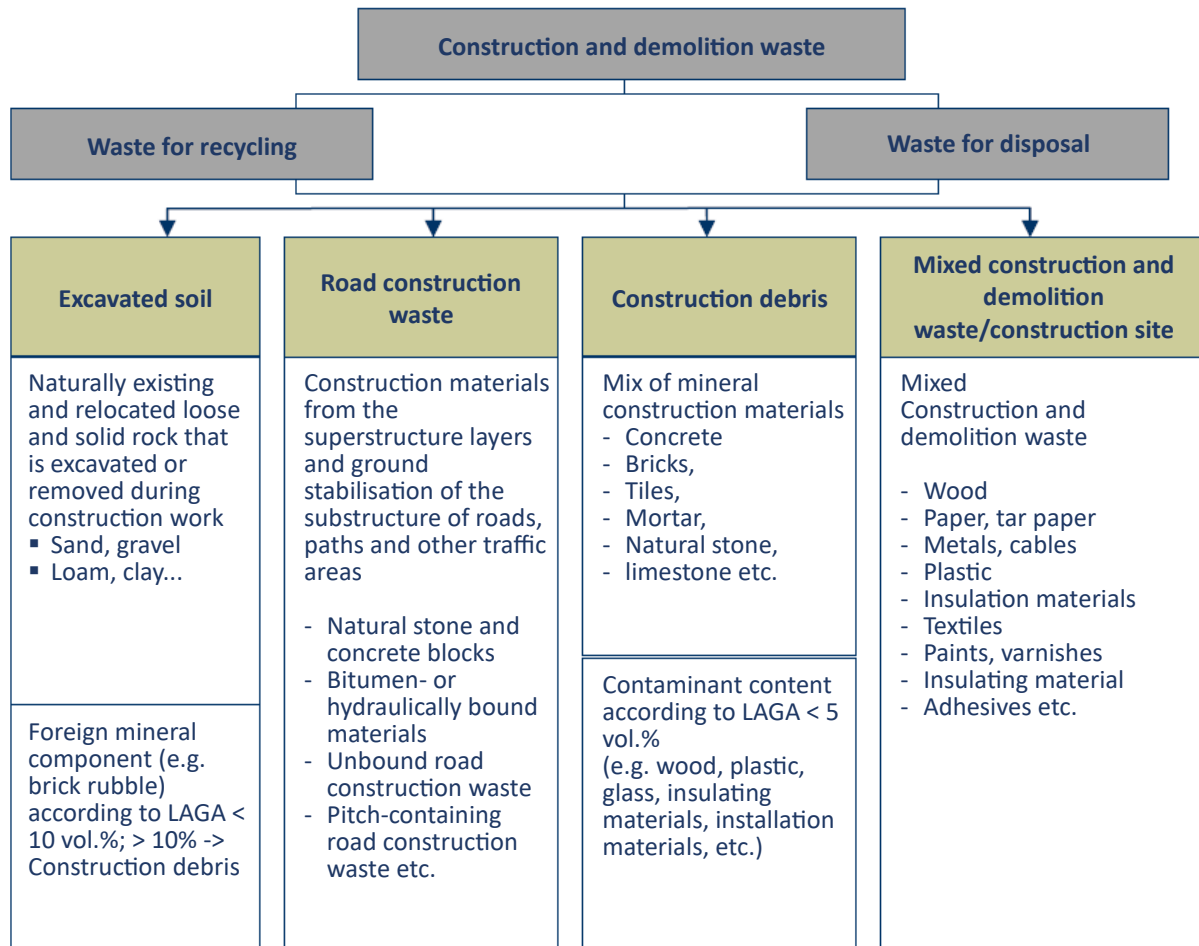 Construction and demolition waste
Waste for recycling
Waste for disposal
Excavated soil
Naturally existing
and relocated loose
and solid rock that
is excavated or
removed during
construction work
▪ Sand, gravel
▪ Loam, clay...
Foreign mineral
component (e.g.
brick rubble)
according to LAGA <
10 vol.%; > 10% ->
Construction debris
Road construction
waste
Construction materials
from the
superstructure layers
and ground
stabilisation of the
substructure of roads,
paths and other traffic
areas
- Natural stone and
concrete blocks
- Bitumen- or
hydraulically bound
materials
- Unbound road
construction waste
- Pitch-containing
road construction
waste etc.
Construction debris
Mix of mineral
construction materials
- Concrete
- Bricks,
- Tiles,
- Mortar,
- Natural stone,
- limestone etc.
Contaminant content
according to LAGA < 5
vol.%
(e.g. wood, plastic,
glass, insulating
materials, installation
materials, etc.)
Mixed construction and
demolition
waste/construction site
Mixed
Construction and
demolition waste
- Wood
- Paper, tar paper
- Metals, cables
- Plastic
- Insulation materials
- Textiles
- Paints, varnishes
- Insulating material
- Adhesives etc.